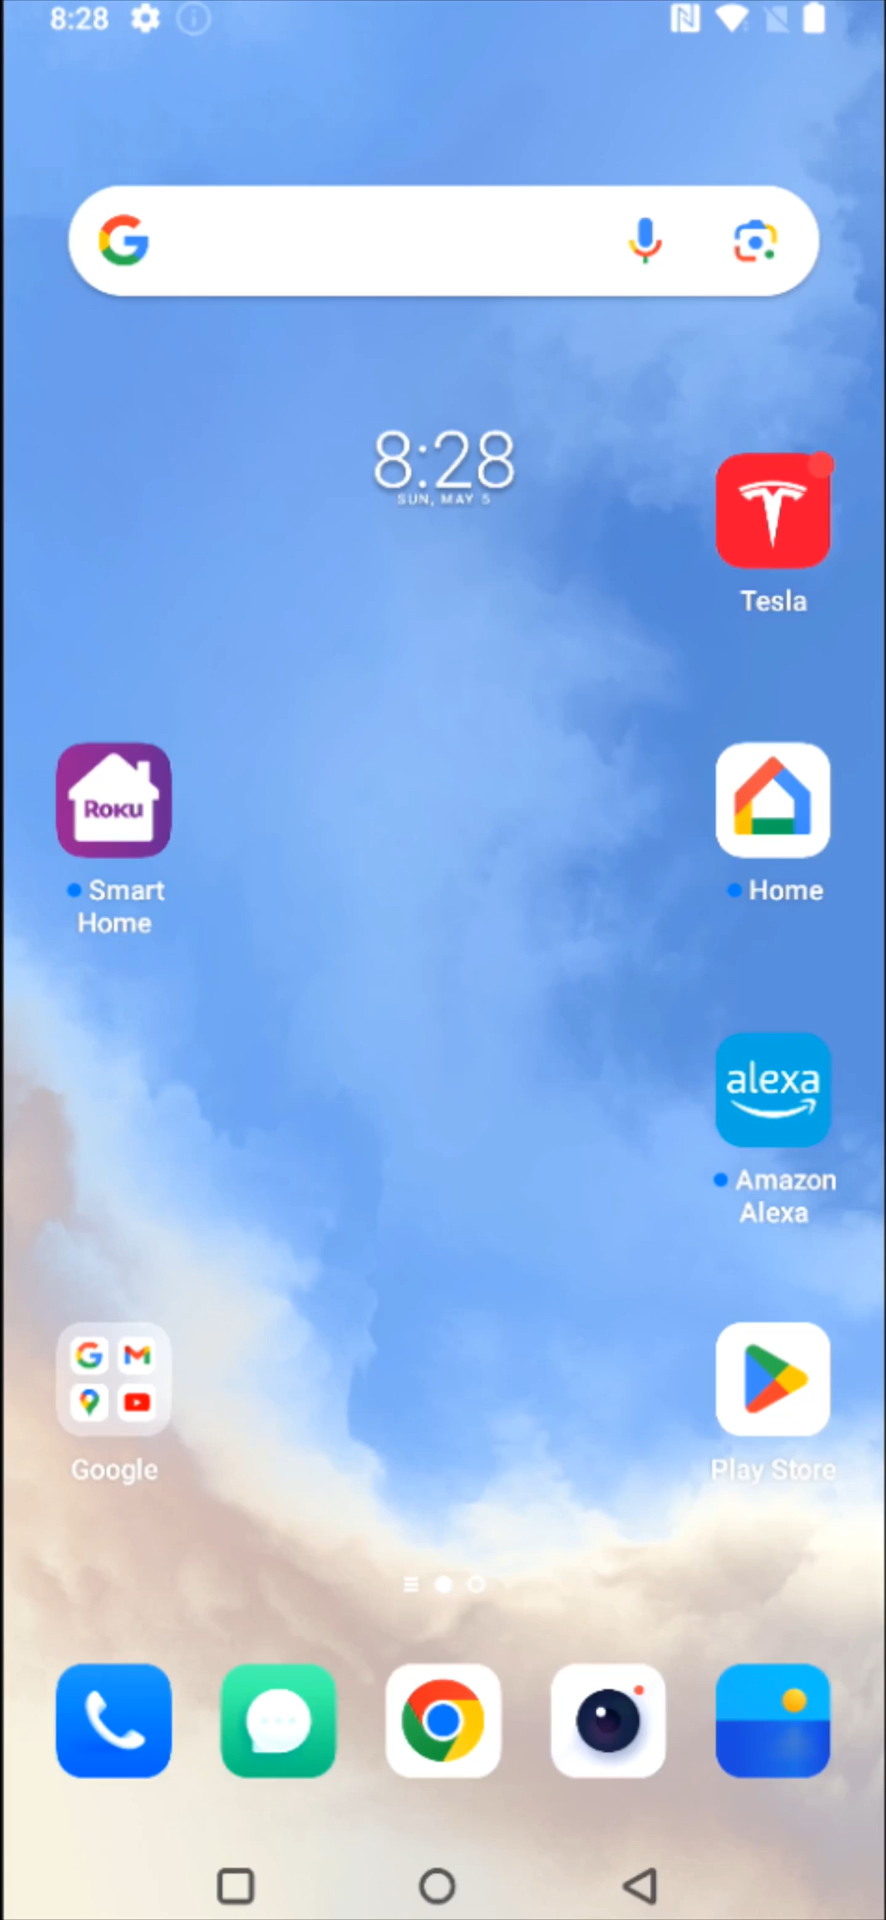 8:28
8:28
SUN, MAY 5
Tesla
Roku
Smart
Home
Home
alexa
Amazon
Alexa
Google
Play Store